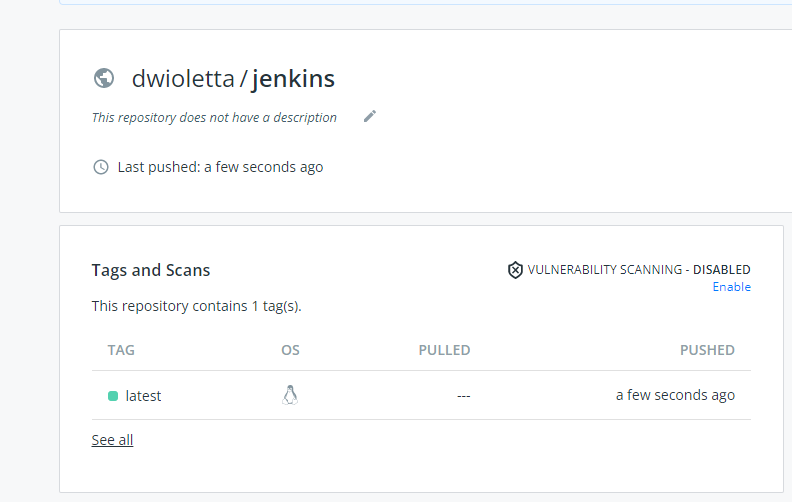 dwioletta / jenkins
This repository does not have a description
Last pushed: a few seconds ago
Tags and Scans
VULNERABILITY SCANNING - DISABLED
Enable
This repository contains 1 tag(s).
TAG OS PULLED PUSHED
latest --- a few seconds ago
See all